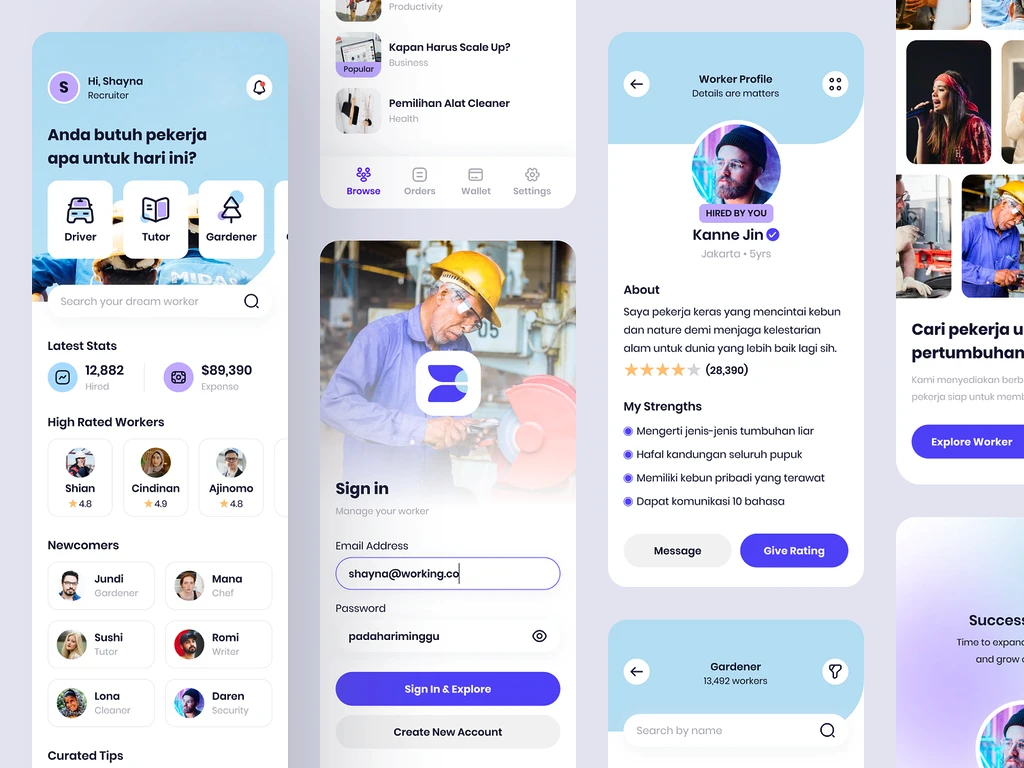 S
Hi, Shayna
Recruiter
Anda butuh pekerja
apa untuk hari ini?
Driver
Tutor
Gardener
MIDAS
Search your dream worker
Latest Stats
12,882
Hired
$89,390
Expense
High Rated Workers
Shian
4.8
Cindinan
4.9
Ajinomo
4.8
Newcomers
Jundi
Gardener
Mana
Chef
Sushi
Tutor
Romi
Writer
Lona
Cleaner
Daren
Security
Curated Tips
Productivity
Kapan Harus Scale Up?
Business
Popular
Pemilihan Alat Cleaner
Health
Browse
Orders
Wallet
Settings
05
Sign in
Manage your worker
Email Address
shayna@working.co
Password
padahariminggu
Sign In & Explore
Create New Account
Worker Profile
Details are matters
HIRED BY YOU
Kanne Jin
Jakarta • 5yrs
About
Saya pekerja keras yang mencintai kebun
dan nature demi menjaga kelestarian
alam untuk dunia yang lebih baik lagi sih.
(28,390)
My Strengths
Mengerti jenis-jenis tumbuhan liar
Hafal kandungan seluruh pupuk
Memiliki kebun pribadi yang terawat
Dapat komunikasi 10 bahasa
Message
Give Rating
Gardener
13,492 workers
Search by name
Cari pekerja u
pertumbuhan
Kami menyediakan berb
pekerja siap untuk memb
Explore Worker
Success
Time to expand
and grow